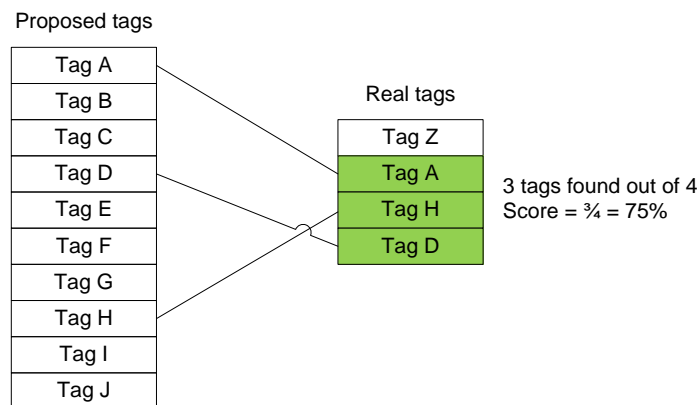 Proposed tags
Tag A
Tag B
Tag C
Tag D
Tag E
Tag F
Tag G
Tag H
Tag I
Tag J
Real tags
Tag Z
Tag A
Tag H
Tag D
3 tags found out of 4
Score = ¾ = 75%